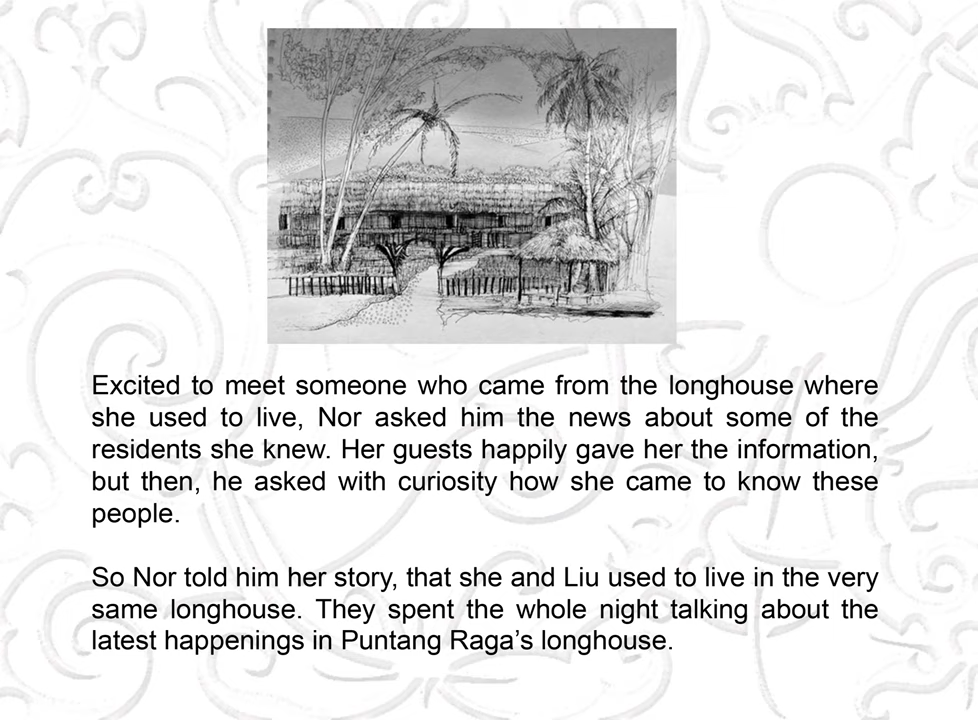 Excited to meet someone who came from the longhouse where
she used to live, Nor asked him the news about some of the
residents she knew. Her guests happily gave her the information,
but then, he asked with curiosity how she came to know these
people.
So Nor told him her story, that she and Liu used to live in the very
same longhouse. They spent the whole night talking about the
latest happenings in Puntang Raga’s longhouse.